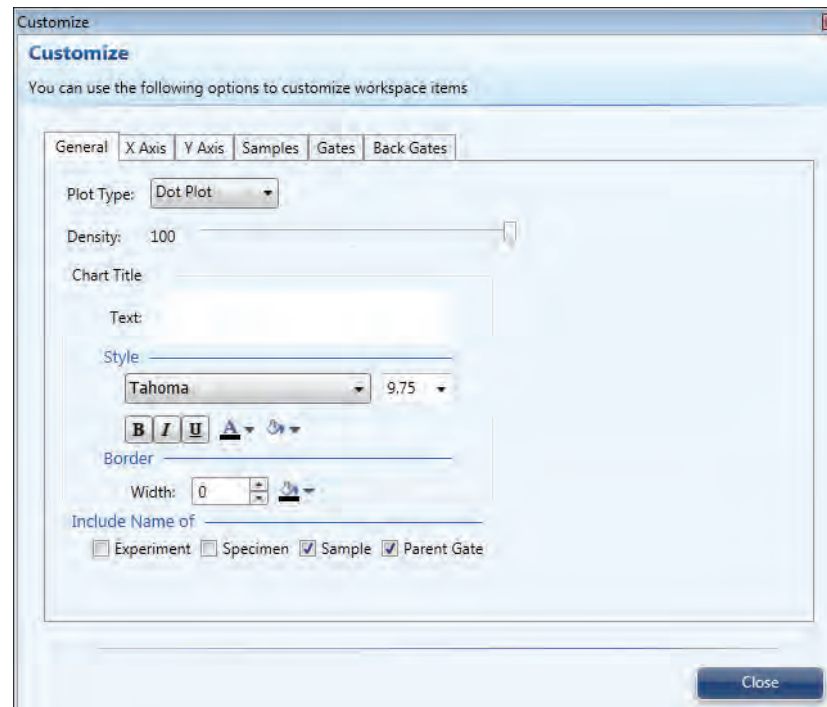 Customize
Customize
You can use the following options to customize workspace items
General X Axis Y Axis Samples Gates Back Gates
Plot Type: Dot Plot
Density: 100
Chart Title
Text:
Style
Tahoma 9.75
B I U A
Border
Width: 0
Include Name of
Experiment Specimen Sample Parent Gate
Close